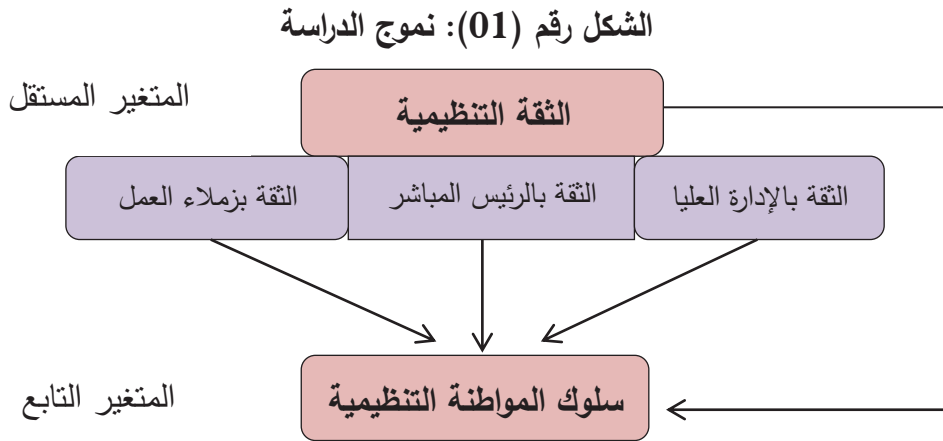 الشكل رقم (01): نموج الدراسة
المتغير المستقل
الثقة التنظيمية
الثقة بالإدارة العليا
الثقة بالرئيس المباشر
الثقة بزملاء العمل
سلوك المواطنة التنظيمية
المتغير التابع